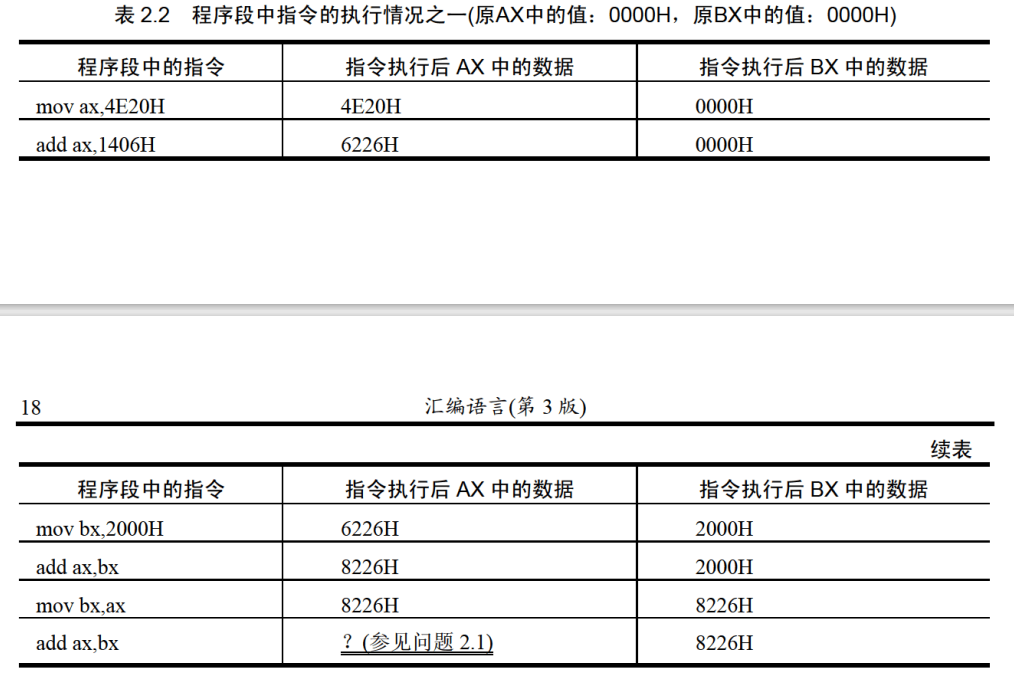 表 2.2 程序段中指令的执行情况之一(原AX中的值：0000H，原BX中的值：0000H)
程序段中的指令 指令执行后 AX 中的数据 指令执行后 BX 中的数据
mov ax,4E20H 4E20H 0000H
add ax,1406H 6226H 0000H
18 汇编语言(第 3 版)
续表
程序段中的指令 指令执行后 AX 中的数据 指令执行后 BX 中的数据
mov bx,2000H 6226H 2000H
add ax,bx 8226H 2000H
mov bx,ax 8226H 8226H
add ax,bx ？(参见问题 2.1) 8226H